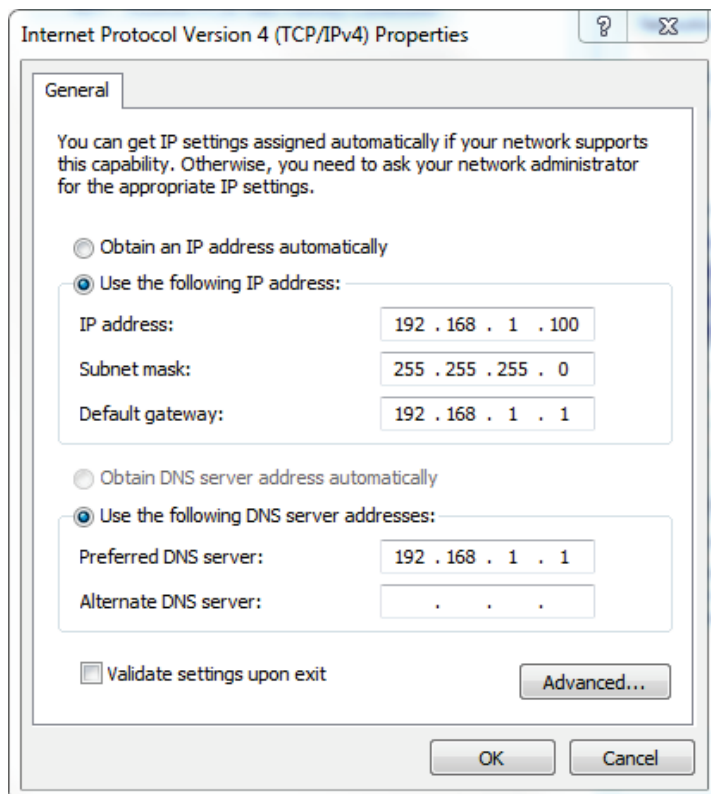 Internet Protocol Version 4 (TCP/IPv4) Properties
General
You can get IP settings assigned automatically if your network supports
this capability. Otherwise, you need to ask your network administrator
for the appropriate IP settings.
Obtain an IP address automatically
Use the following IP address:
IP address: 192 . 168 . 1 . 100
Subnet mask: 255 . 255 . 255 . 0
Default gateway: 192 . 168 . 1 . 1
Obtain DNS server address automatically
Use the following DNS server addresses:
Preferred DNS server: 192 . 168 . 1 . 1
Alternate DNS server: . . .
Validate settings upon exit
Advanced...
OK Cancel